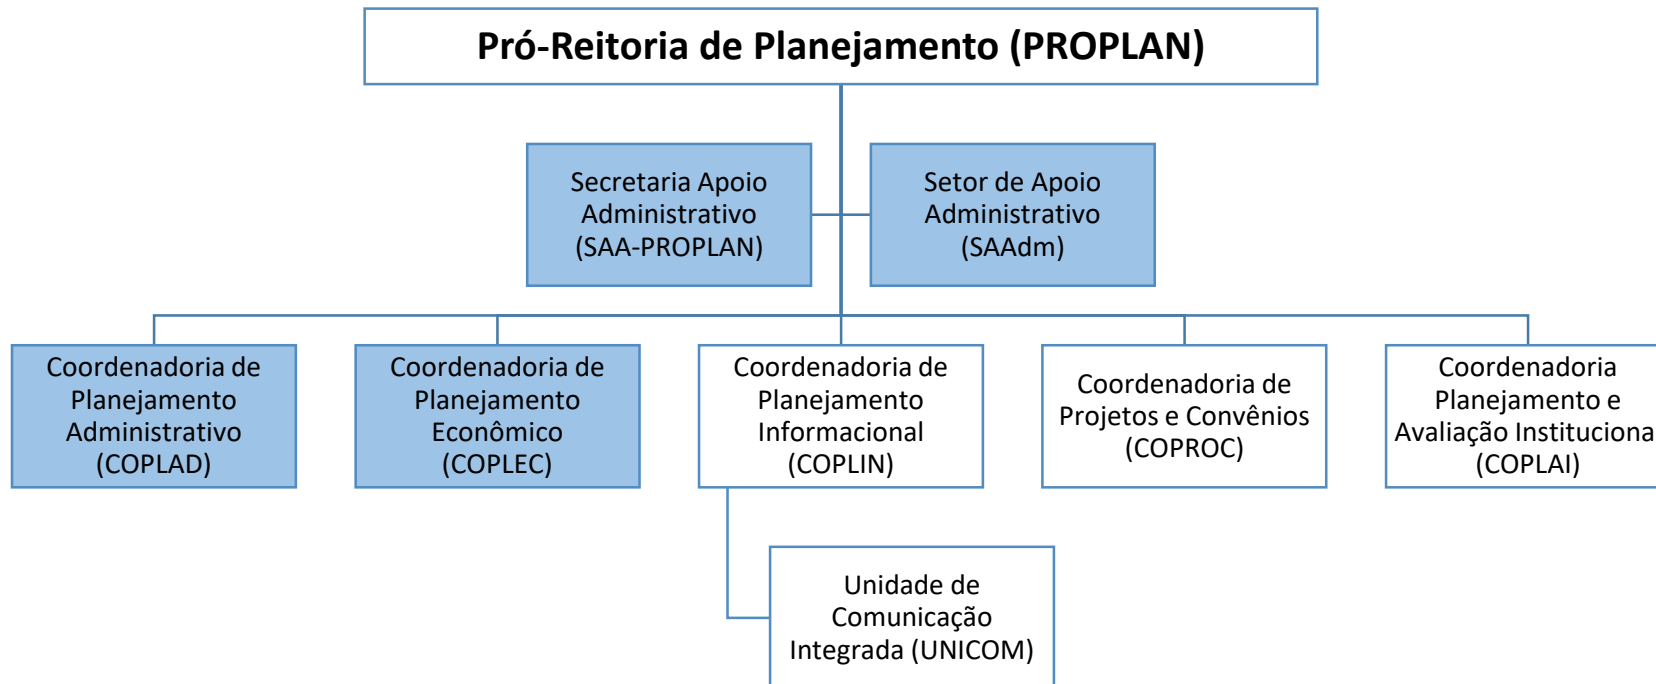 Pró-Reitoria de Planejamento (PROPLAN)
Secretaria Apoio
Administrativo
(SAA-PROPLAN)
Setor de Apoio
Administrativo
(SAAdm)
Coordenadoria de
Planejamento
Administrativo
(COPLAD)
Coordenadoria de
Planejamento
Econômico
(COPLEC)
Coordenadoria de
Planejamento
Informacional
(COPLIN)
Coordenadoria de
Projetos e Convênios
(COPROC)
Coordenadoria
Planejamento e
Avaliação Instituciona
(COPLAI)
Unidade de
Comunicação
Integrada (UNICOM)